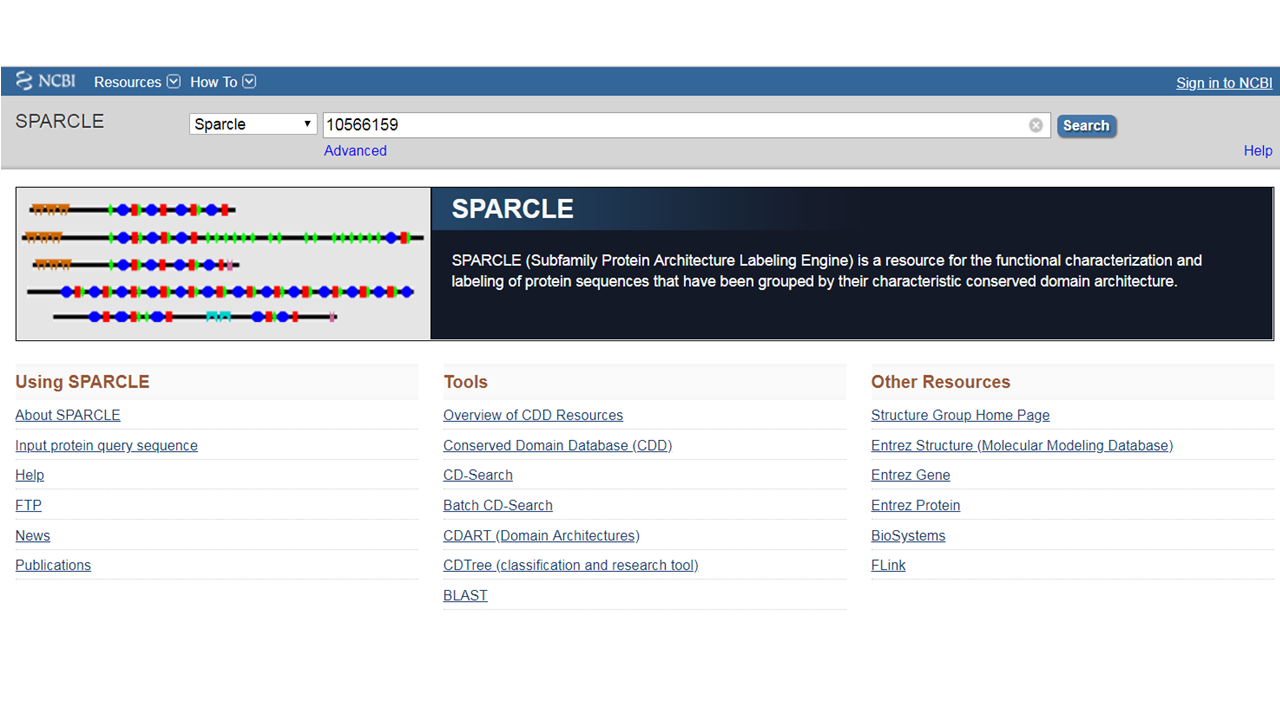 NCBI Resources How To Sign in to NCBI
SPARCLE Sparcle 10566159 Search
Advanced Help
SPARCLE
SPARCLE (Subfamily Protein Architecture Labeling Engine) is a resource for the functional characterization and
labeling of protein sequences that have been grouped by their characteristic conserved domain architecture.
Using SPARCLE
About SPARCLE
Input protein query sequence
Help
FTP
News
Publications
Tools
Overview of CDD Resources
Conserved Domain Database (CDD)
CD-Search
Batch CD-Search
CDART (Domain Architectures)
CDTree (classification and research tool)
BLAST
Other Resources
Structure Group Home Page
Entrez Structure (Molecular Modeling Database)
Entrez Gene
Entrez Protein
BioSystems
FLink